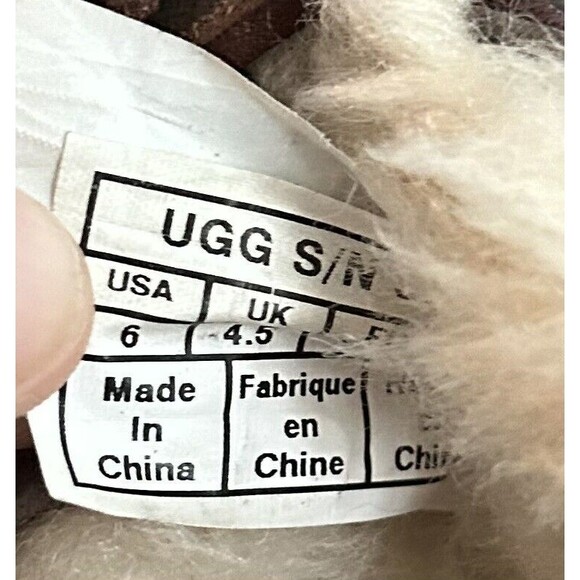 UGG S/N
USA UK
6 4.5
Made Fabrique
In en
China Chine